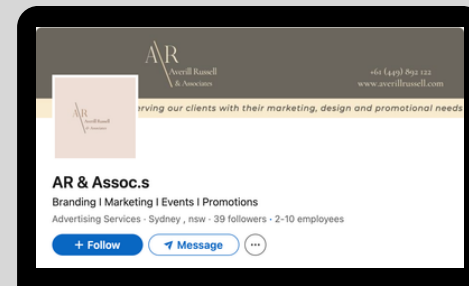 A\R
Averill Russell
& Associates
+61 (449) 892 122
www.averillrussell.com
erving our clients with their marketing, design and promotional needs
A\R
Averill Russell
& Associates
AR & Assoc.s
Branding I Marketing I Events I Promotions
Advertising Services · Sydney , nsw · 39 followers · 2-10 employees
+ Follow
Message